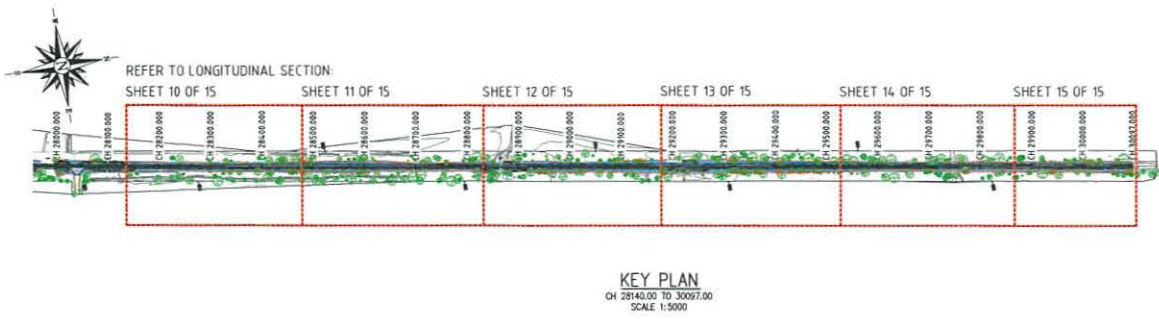 N
REFER TO LONGITUDINAL SECTION:
SHEET 10 OF 15
SHEET 11 OF 15
SHEET 12 OF 15
SHEET 13 OF 15
SHEET 14 OF 15
SHEET 15 OF 15
CH 28000.000
CH 28100.000
CH 28200.000
CH 28300.000
CH 28400.000
CH 28500.000
CH 28600.000
CH 28700.000
CH 28800.000
CH 28900.000
CH 29000.000
CH 29100.000
CH 29200.000
CH 29300.000
CH 29400.000
CH 29500.000
CH 29600.000
CH 29700.000
CH 29800.000
CH 29900.000
CH 30000.000
CH 30097.000
KEY PLAN
CH 28140.00 TO 30097.00
SCALE 1:5000